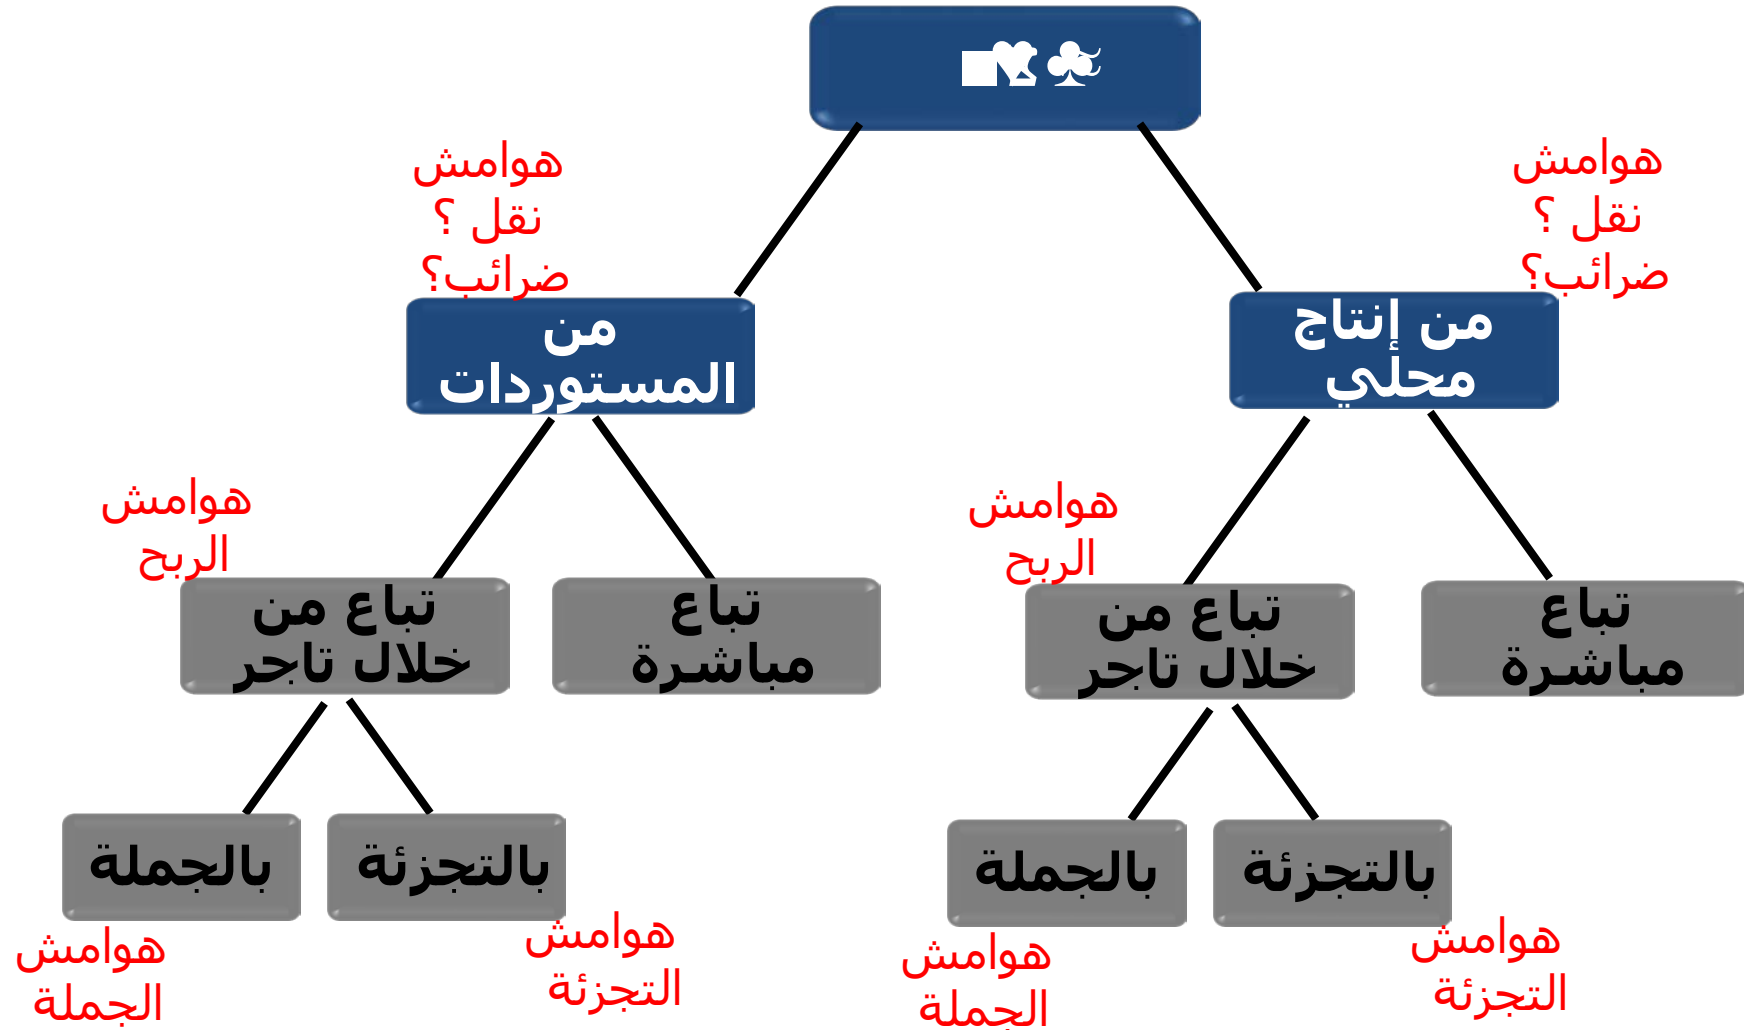 هوامش
نقل ؟
ضرائب؟
هوامش
نقل ؟
ضرائب؟
من إنتاج
محلي
من
المستوردات
هوامش
الربح
هوامش
الربح
تباع
مباشرة
تباع من
خلال تاجر
تباع
مباشرة
تباع من
خلال تاجر
بالتجزئة
بالجملة
بالتجزئة
بالجملة
هوامش
التجزئة
هوامش
الجملة
هوامش
التجزئة
هوامش
الجملة